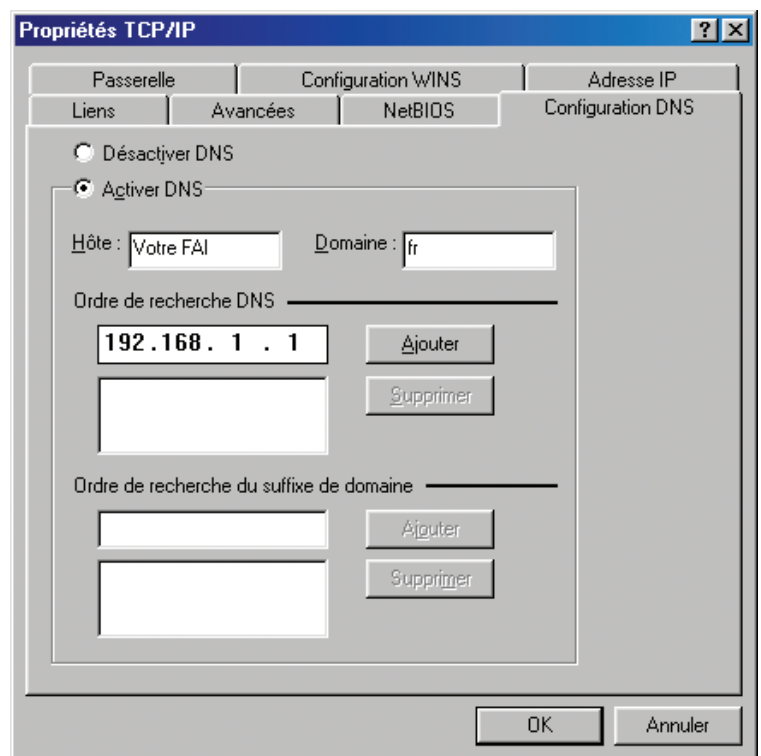 Propriétés TCP/IP
Passerelle Configuration WINS Adresse IP
Liens Avancées NetBIOS Configuration DNS
Désactiver DNS
Activer DNS
Hôte : Votre FAI Domaine : fr
Ordre de recherche DNS
192.168. 1 . 1 Ajouter
Supprimer
Ordre de recherche du suffixe de domaine
Ajouter
Supprimer
OK Annuler